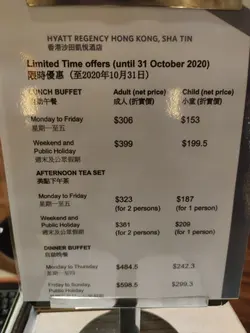 HYATT REGENCY HONG KONG, SHA TIN
香港沙田凱悅酒店
Limited Time offers (until 31 October 2020)
限時優惠（至2020年10月31日）
LUNCH BUFFET Adult (net price) Child (net price)
自助午餐 成人 (折實價) 小童 (折實價)
Monday to Friday $306 $153
星期一至五
Weekend and $399 $199.5
Public Holiday
週末及公眾假期
AFTERNOON TEA SET
下午茶
Monday to Friday $323 $187
星期一至五 (for 2 persons) (for 1 person)
Weekend and $361 $209
Public Holiday (for 2 persons) (for 1 person)
週末及公眾假期
DINNER BUFFET
自助晚餐
Monday to Thursday $484.5 $242.3
星期一至四
Friday to Sunday $598.5 $299.3
Public Holiday